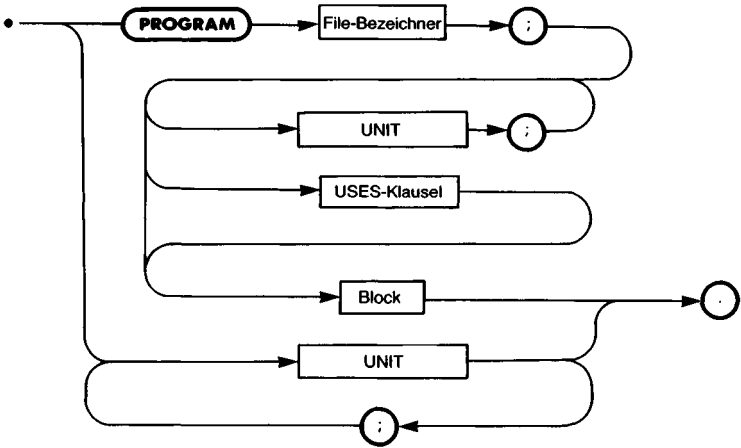 PROGRAM File-Bezeichner ;
UNIT ;
USES-Klausel
Block .
UNIT
;